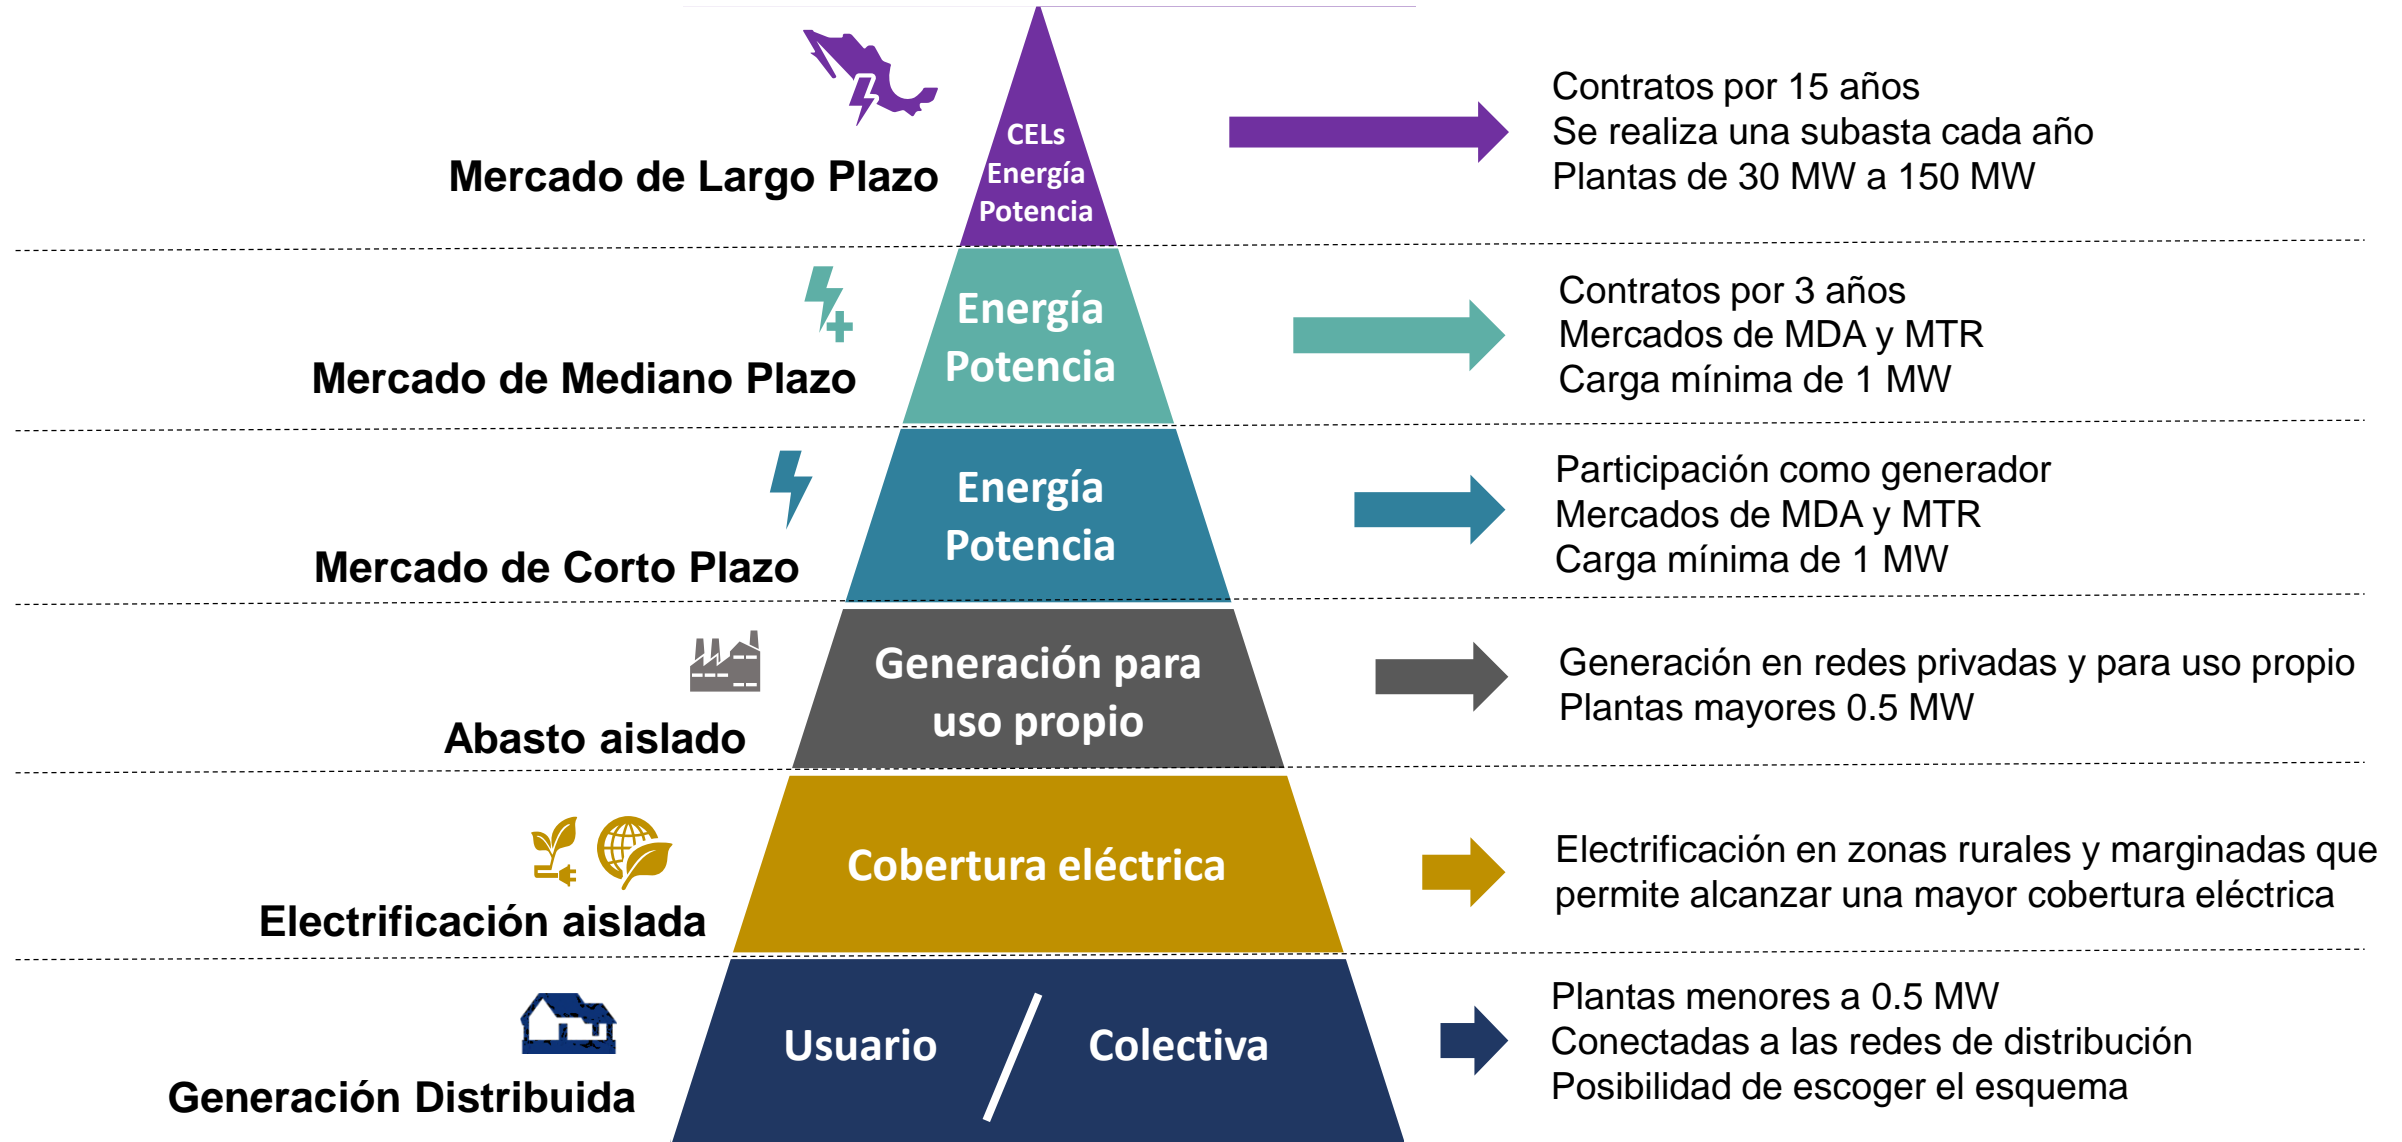 Mercado de Largo Plazo
CELs
Energía
Potencia
Contratos por 15 años
Se realiza una subasta cada año
Plantas de 30 MW a 150 MW
Mercado de Mediano Plazo
Energía
Potencia
Contratos por 3 años
Mercados de MDA y MTR
Carga mínima de 1 MW
Mercado de Corto Plazo
Energía
Potencia
Participación como generador
Mercados de MDA y MTR
Carga mínima de 1 MW
Abasto aislado
Generación para
uso propio
Generación en redes privadas y para uso propio
Plantas mayores 0.5 MW
Electrificación aislada
Cobertura eléctrica
Electrificación en zonas rurales y marginadas que
permite alcanzar una mayor cobertura eléctrica
Generación Distribuida
Usuario / Colectiva
Plantas menores a 0.5 MW
Conectadas a las redes de distribución
Posibilidad de escoger el esquema